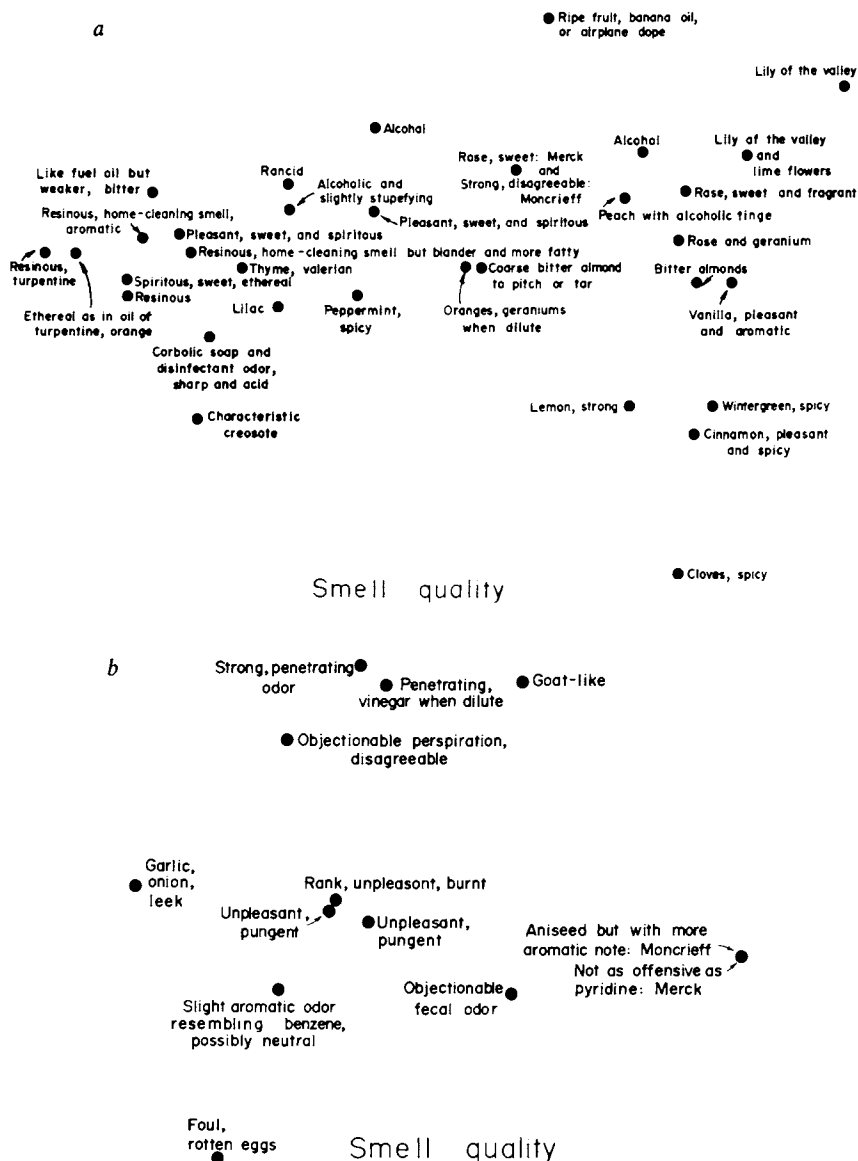 a
Ripe fruit, banana oil,
or airplane dope
Lily of the valley
Alcohol
Alcohol
Lily of the valley
and
lime flowers
Like fuel oil but
weaker, bitter
Rancid
Alcoholic and
slightly stupefying
Rose, sweet: Merck
and
Strong, disagreeable:
Moncrieff
Rose, sweet and fragrant
Peach with alcoholic tinge
Resinous, home-cleaning smell,
aromatic
Pleasant, sweet, and spiritous
Pleasant, sweet, and spiritous
Rose and geranium
Resinous, home-cleaning smell but blander and more fatty
Resinous,
turpentine
Thyme, valerian
Coarse bitter almond
to pitch or tar
Bitter almonds
Spiritous, sweet, ethereal
Resinous
Ethereal as in oil of
turpentine, orange
Lilac
Peppermint,
spicy
Oranges, geraniums
when dilute
Vanilla, pleasant
and aromatic
Corbolic soap and
disinfectant odor,
sharp and acid
Characteristic
creosote
Lemon, strong
Wintergreen, spicy
Cinnamon, pleasant
and spicy
Cloves, spicy
Smell quality
b
Strong, penetrating
odor
Penetrating,
vinegar when dilute
Goat-like
Objectionable perspiration,
disagreeable
Garlic,
onion,
leek
Rank, unpleasont, burnt
Unpleasant,
pungent
Unpleasant,
pungent
Aniseed but with more
aromatic note: Moncrieff
Not as offensive as
pyridine: Merck
Slight aromatic odor
resembling benzene,
possibly neutral
Objectionable
fecal odor
Foul,
rotten eggs
Smell quality